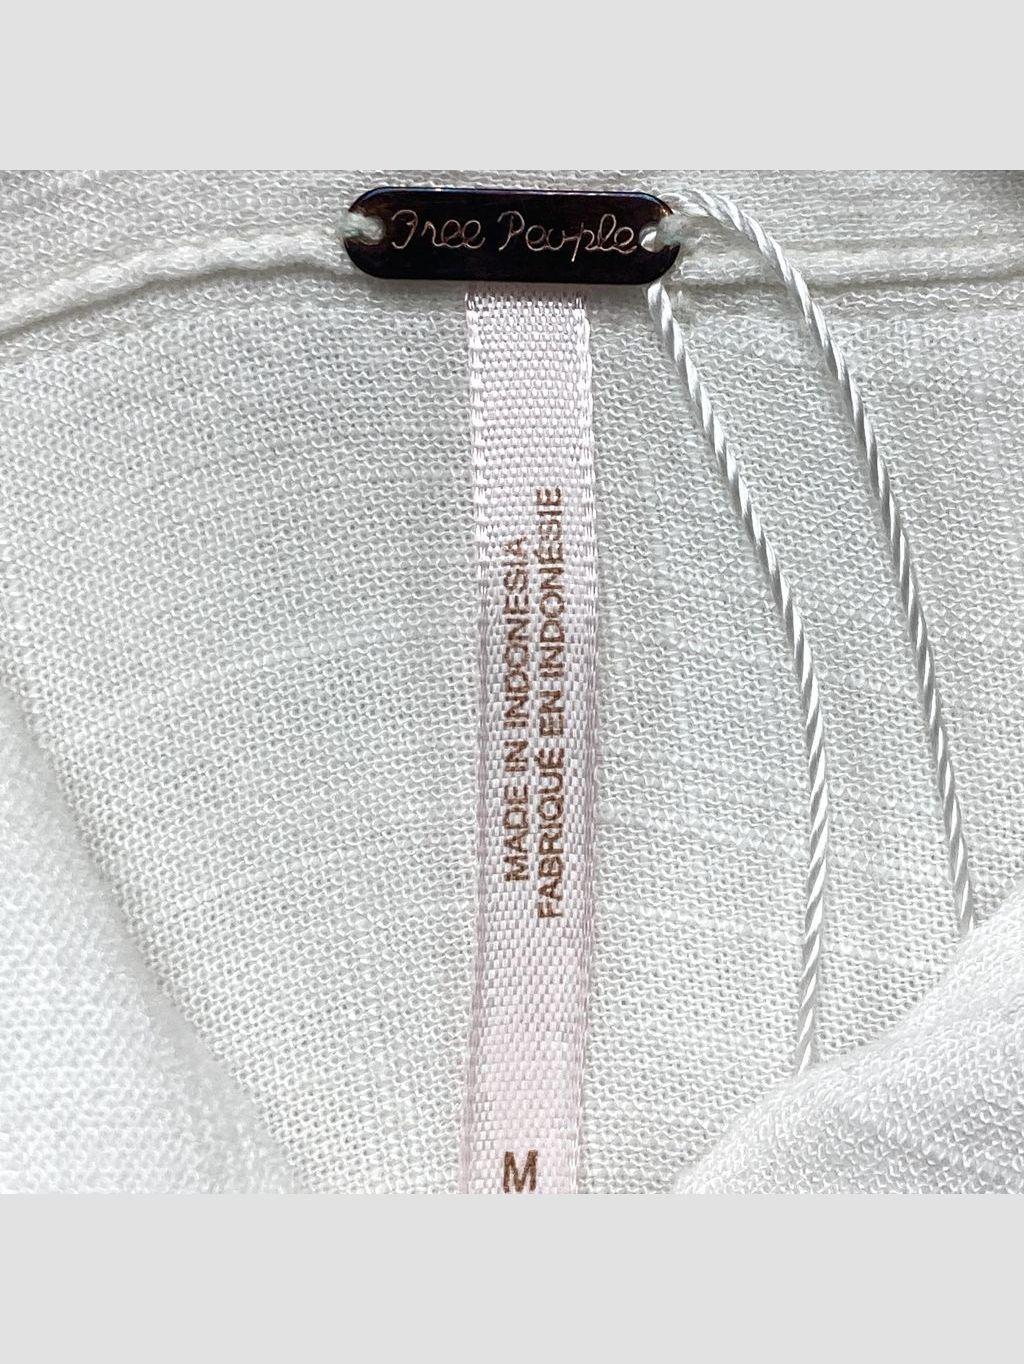 Free People
MADE IN INDONESIA
FABRIQUÉ EN INDONÉSIE
M